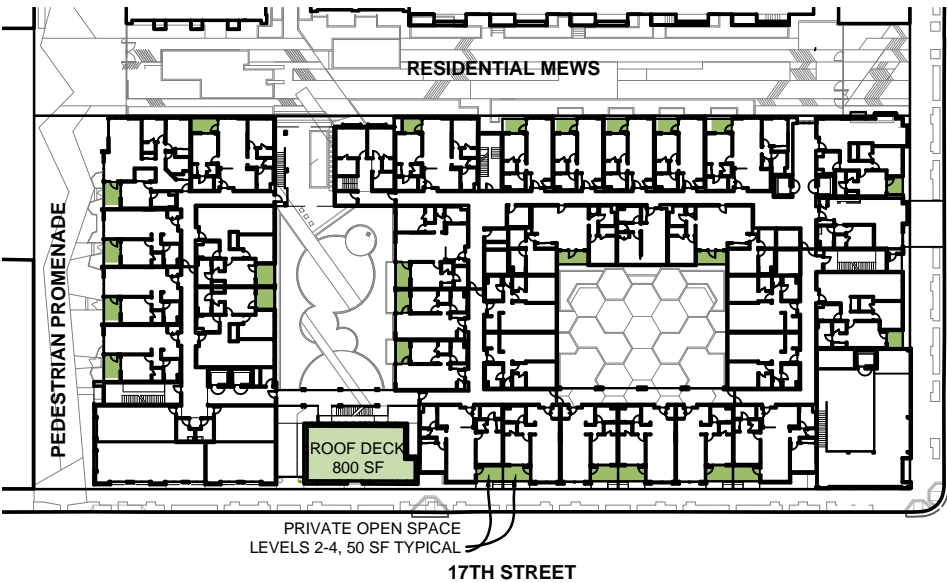 RESIDENTIAL MEWS
PEDESTRIAN PROMENADE
ROOF DECK
800 SF
PRIVATE OPEN SPACE
LEVELS 2-4, 50 SF TYPICAL
17TH STREET